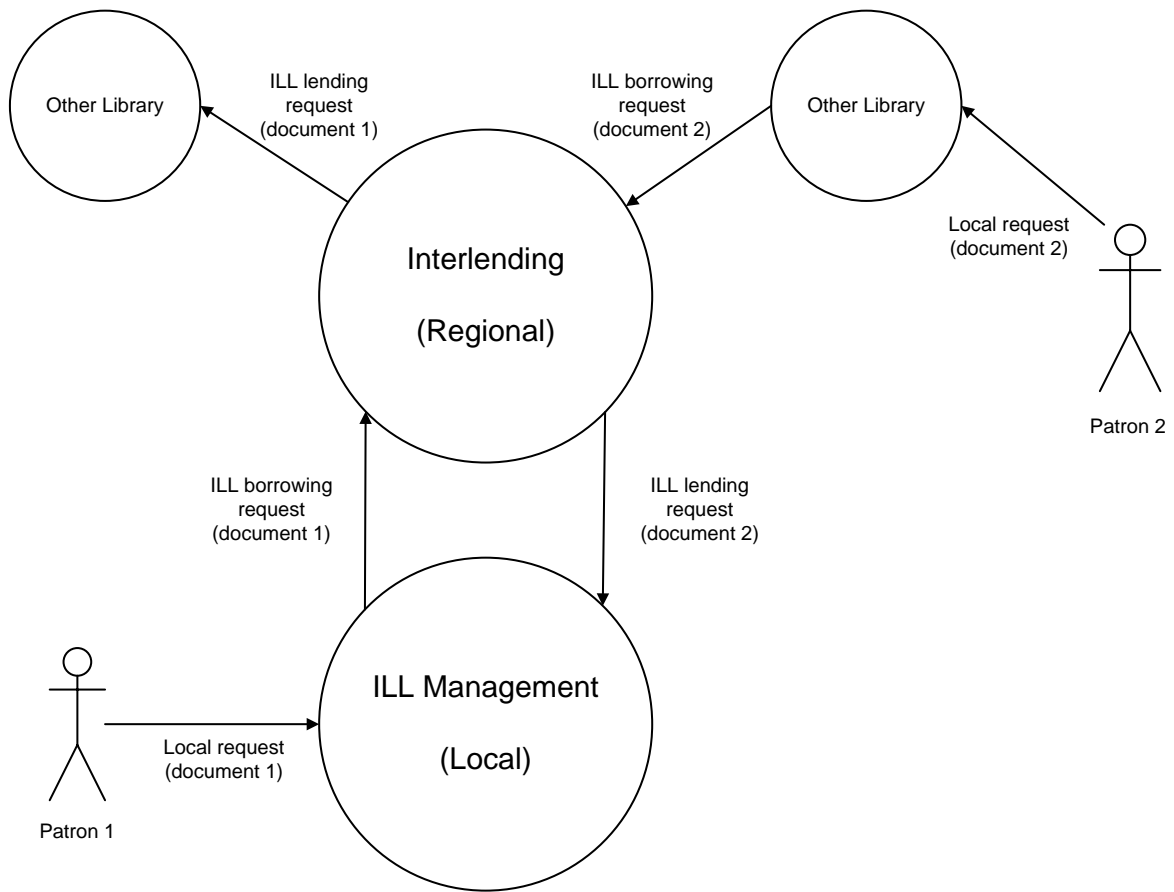 Other Library
ILL lending
request
(document 1)
ILL borrowing
request
(document 2)
Other Library
Local request
(document 2)
Interlending
(Regional)
Patron 2
ILL borrowing
request
(document 1)
ILL lending
request
(document 2)
ILL Management
(Local)
Local request
(document 1)
Patron 1